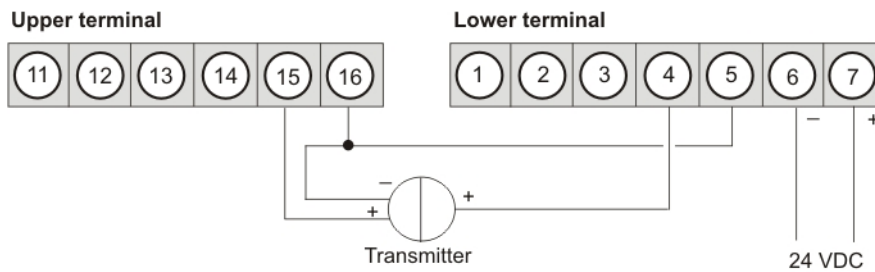 Upper terminal
Lower terminal
11 12 13 14 15 16
1 2 3 4 5 6 7
– +
–
+ +
Transmitter
24 VDC